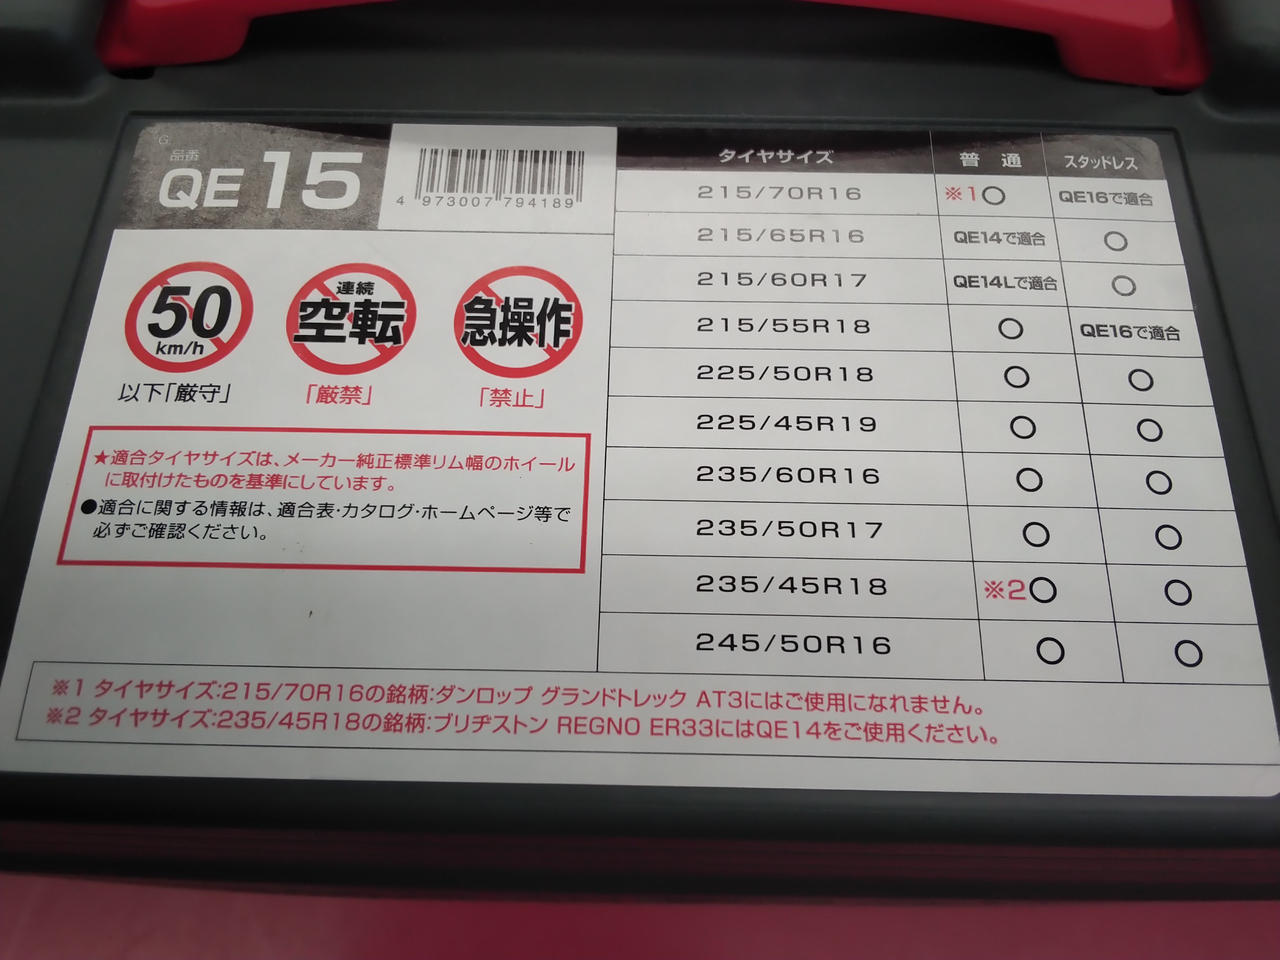 G
品番
QE15
4 973007 794189
50
km/h
以下「厳守」
連続
空転
「厳禁」
急操作
「禁止」
★適合タイヤサイズは、メーカー純正標準リム幅のホイール
に取付けたものを基準にしています。
●適合に関する情報は、適合表・カタログ・ホームページ等で
必ずご確認ください。
タイヤサイズ 普通 スタッドレス
215/70R16 ※1○ QE16で適合
215/65R16 QE14で適合 ○
215/60R17 QE14Lで適合 ○
215/55R18 ○ QE16で適合
225/50R18 ○ ○
225/45R19 ○ ○
235/60R16 ○ ○
235/50R17 ○ ○
235/45R18 ※2○ ○
245/50R16 ○ ○
※1 タイヤサイズ:215/70R16の銘柄:ダンロップ グランドトレック AT3にはご使用になれません。
※2 タイヤサイズ:235/45R18の銘柄:ブリヂストン REGNO ER33にはQE14をご使用ください。